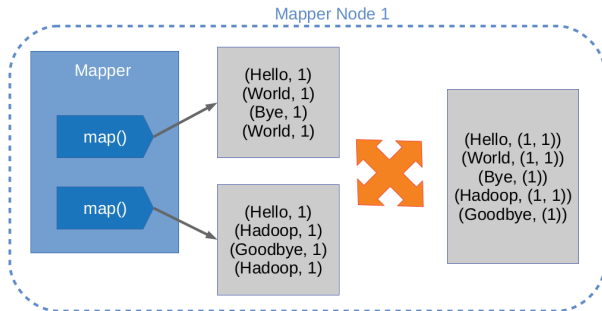 Mapper Node 1
Mapper
map()
map()
(Hello, 1)
(World, 1)
(Bye, 1)
(World, 1)
(Hello, 1)
(Hadoop, 1)
(Goodbye, 1)
(Hadoop, 1)
(Hello, (1, 1))
(World, (1, 1))
(Bye, (1))
(Hadoop, (1, 1))
(Goodbye, (1))